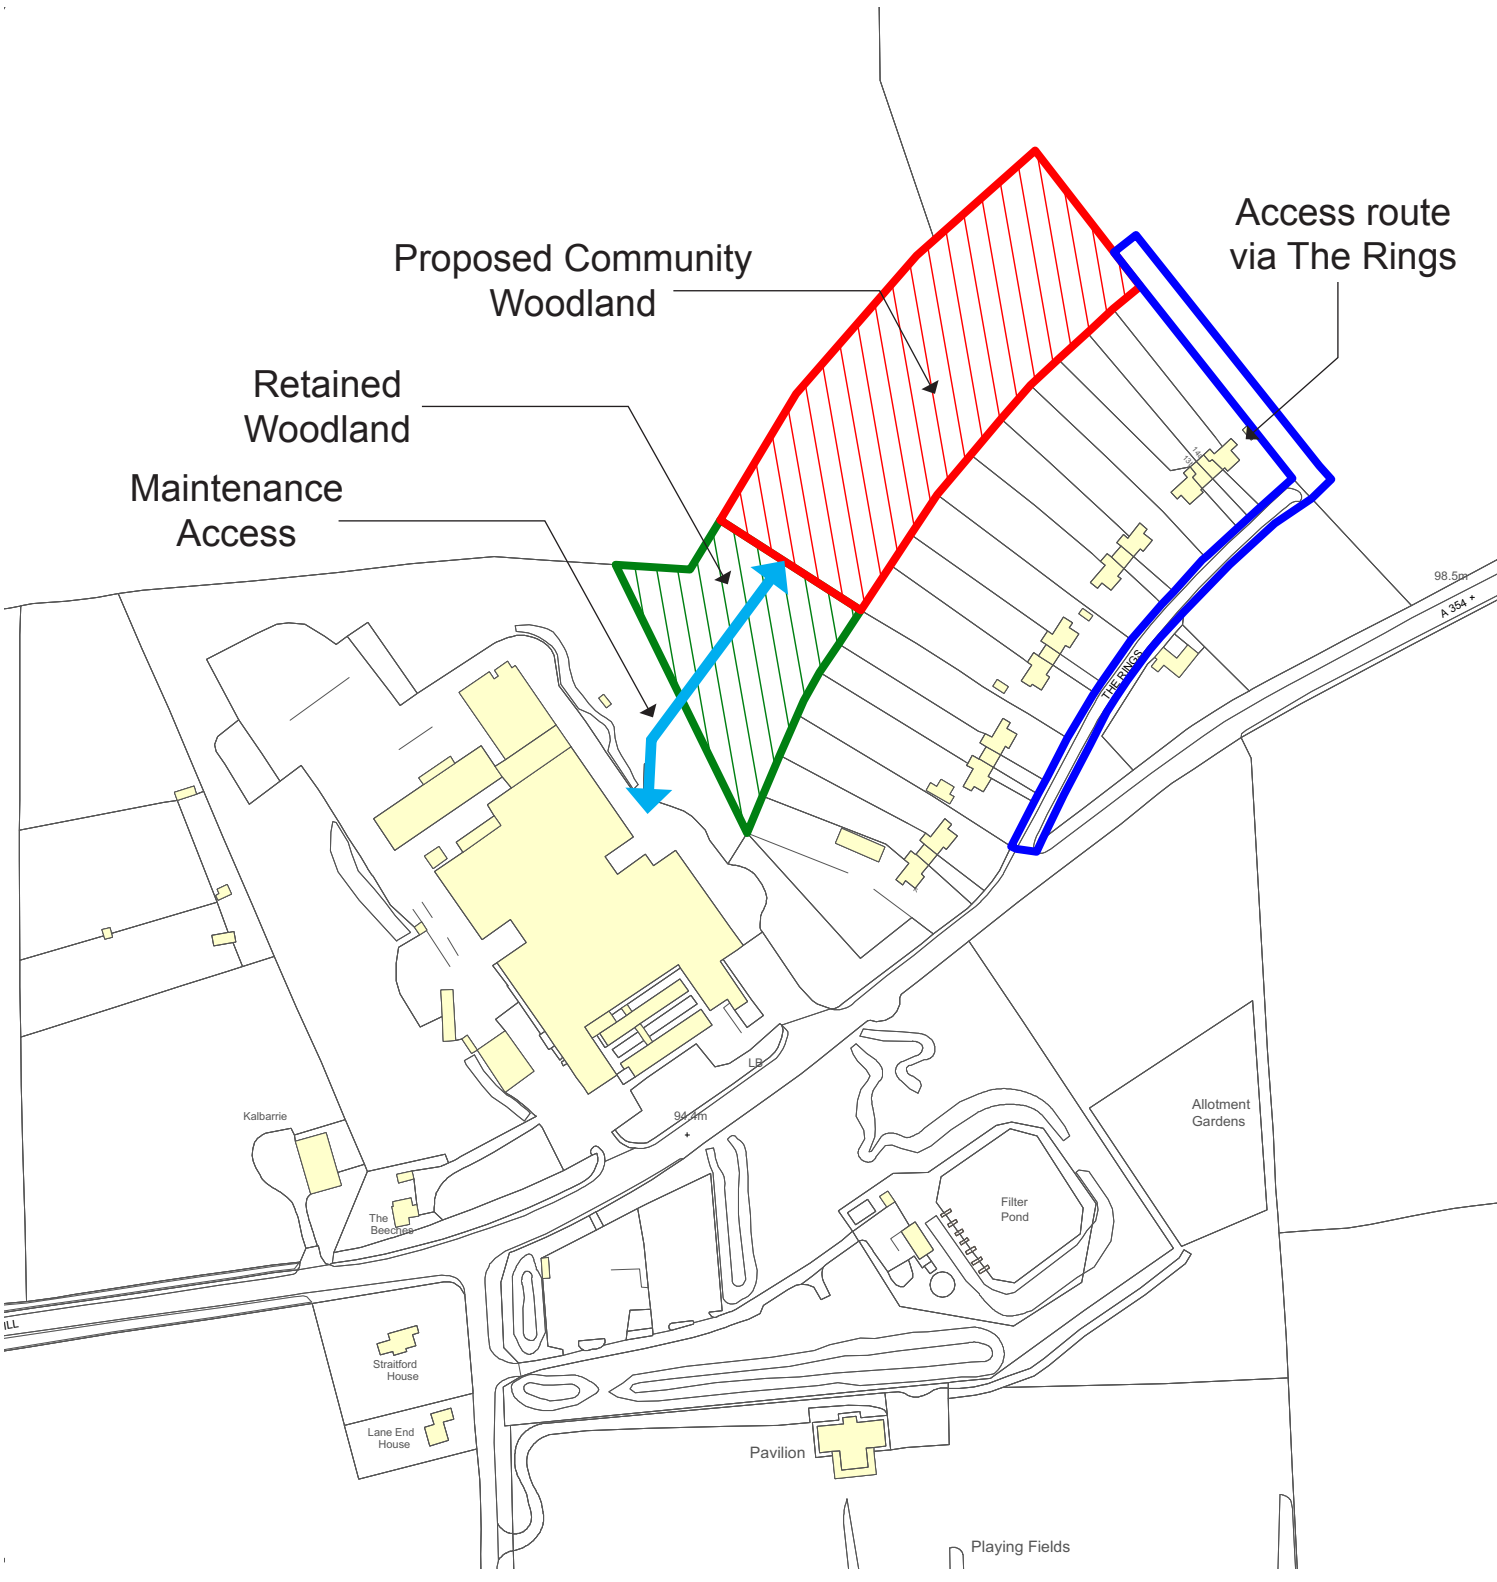 Access route
via The Rings
Proposed Community
Woodland
Retained
Woodland
Maintenance
Access
98.5m
A 354
THE RINGS
LB
94.4m
Kalbarrie
The
Beeches
Allotment
Gardens
Filter
Pond
ILL
Straitford
House
Lane End
House
Pavilion
Playing Fields